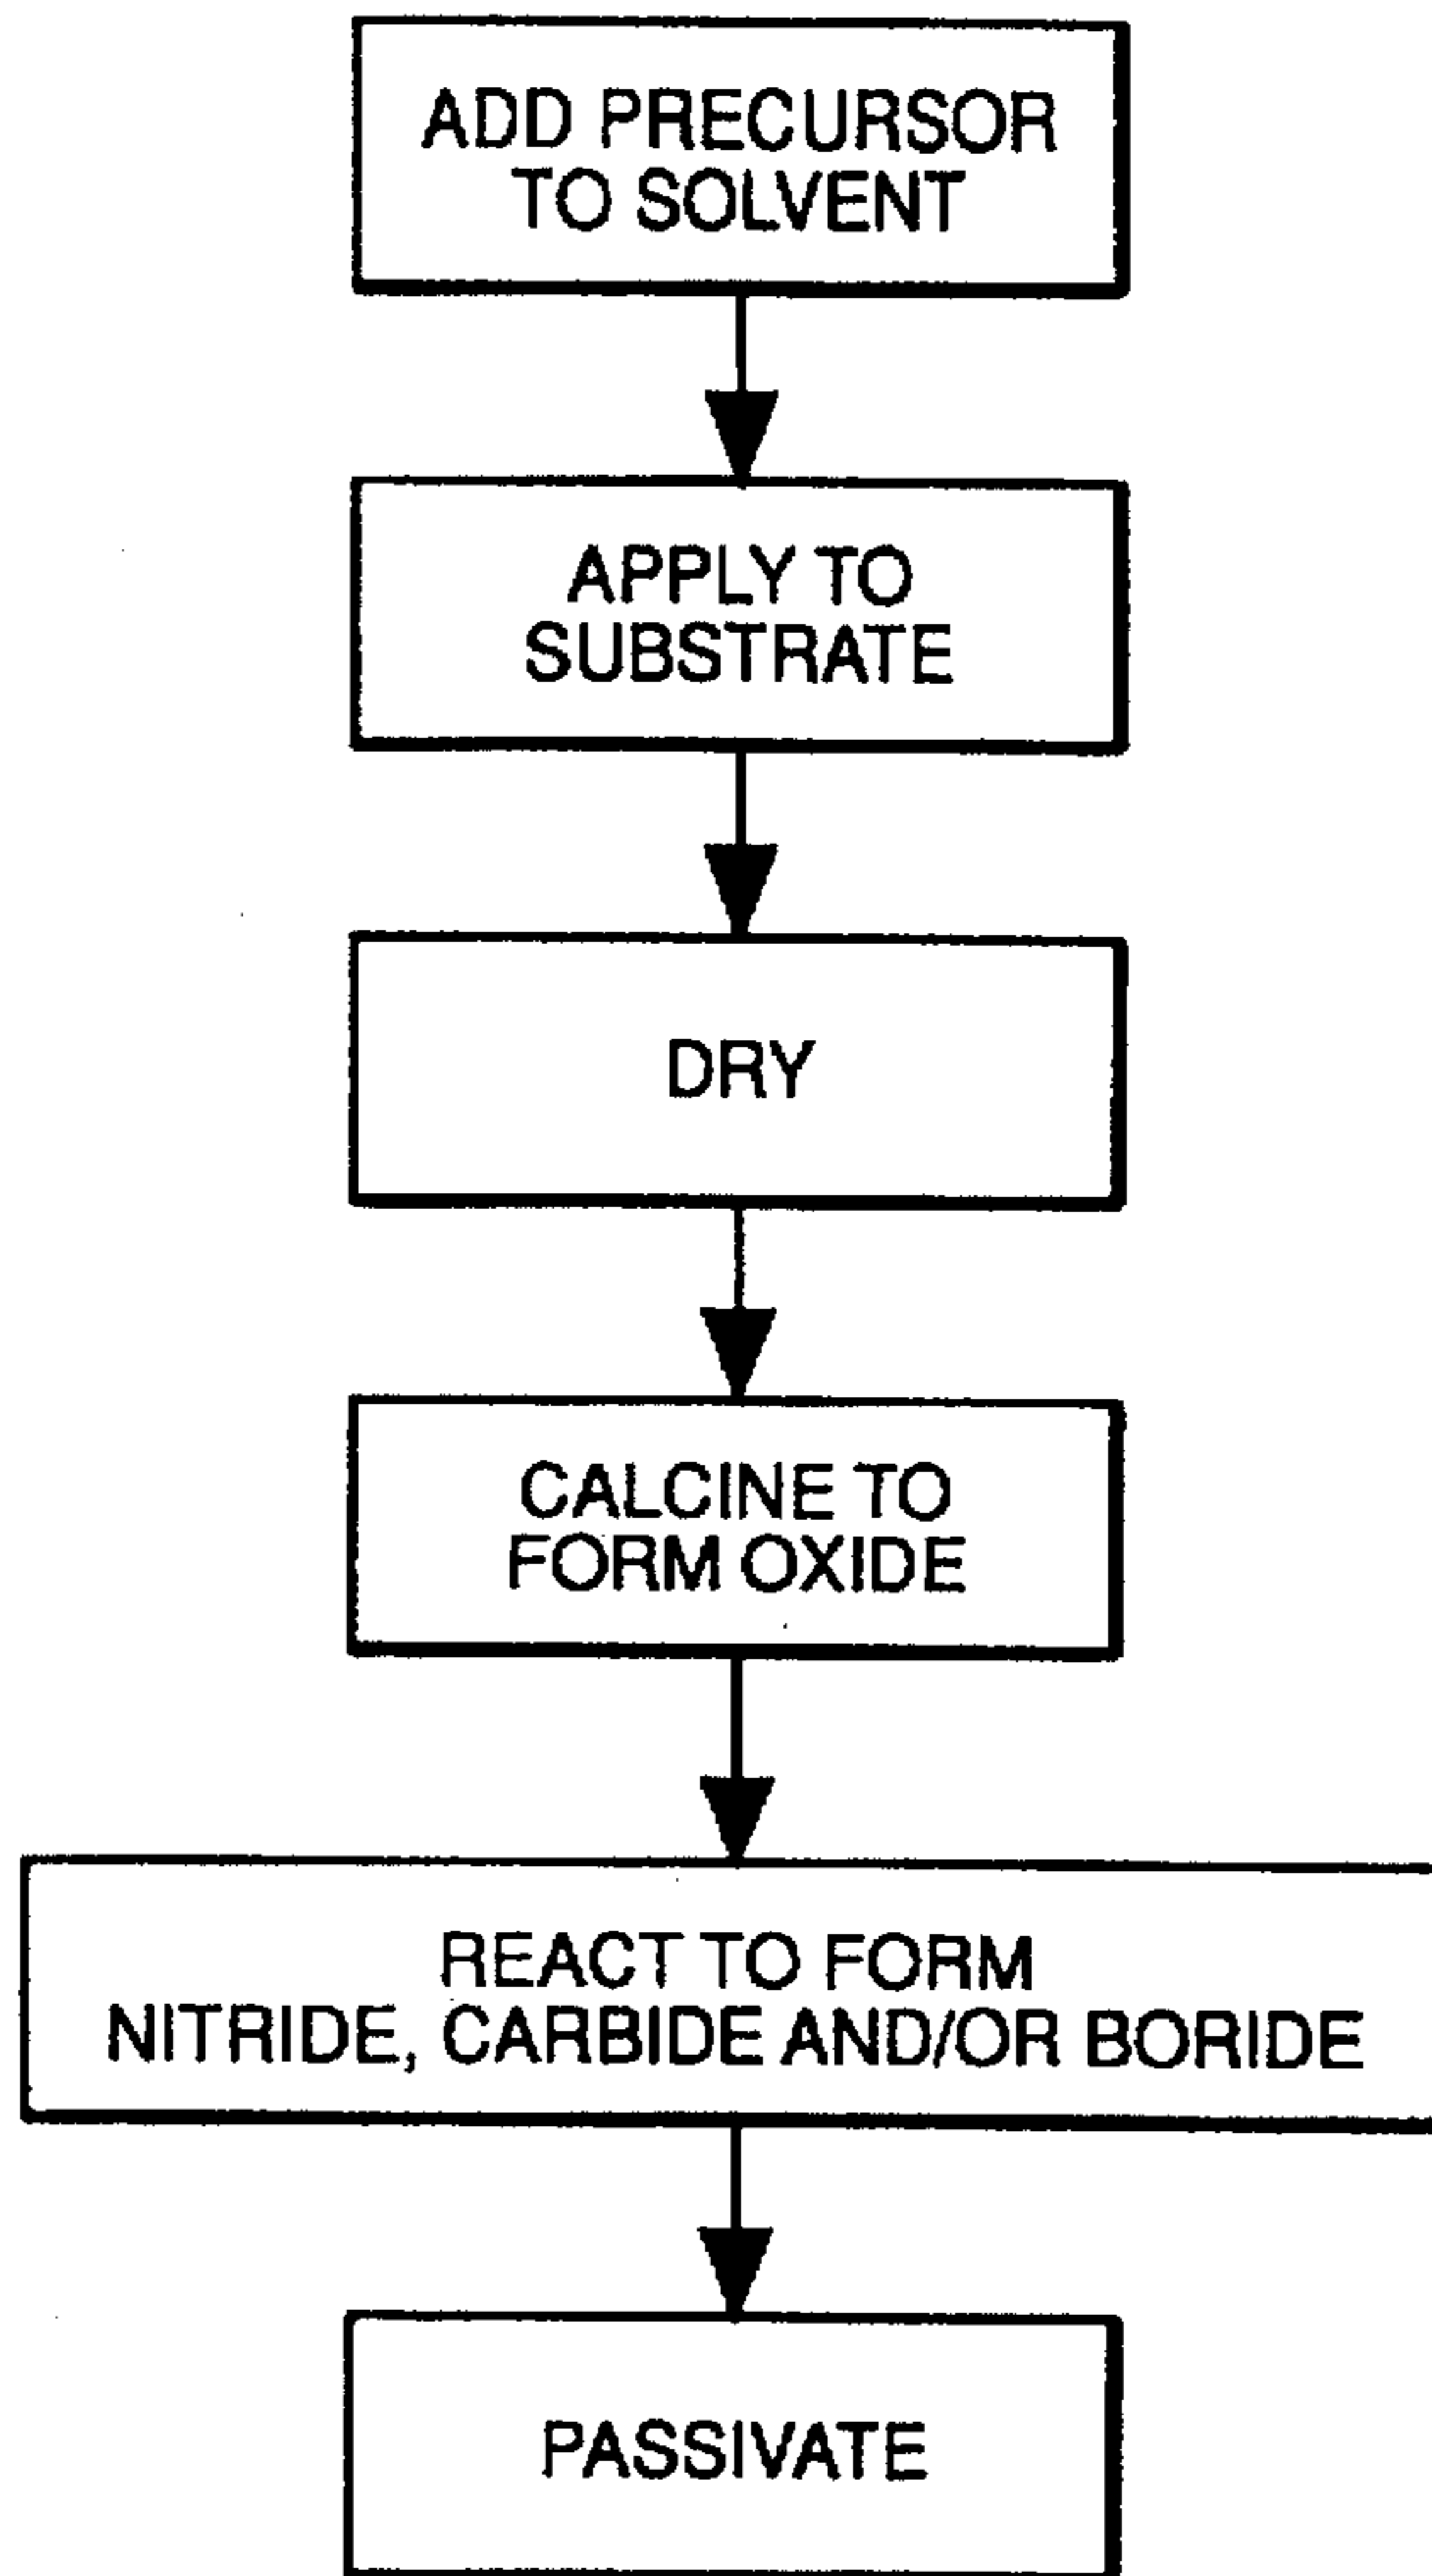 ADD PRECURSOR
TO SOLVENT
APPLY TO
SUBSTRATE
DRY
CALCINE TO
FORM OXIDE
REACT TO FORM
NITRIDE, CARBIDE AND/OR BORIDE
PASSIVATE